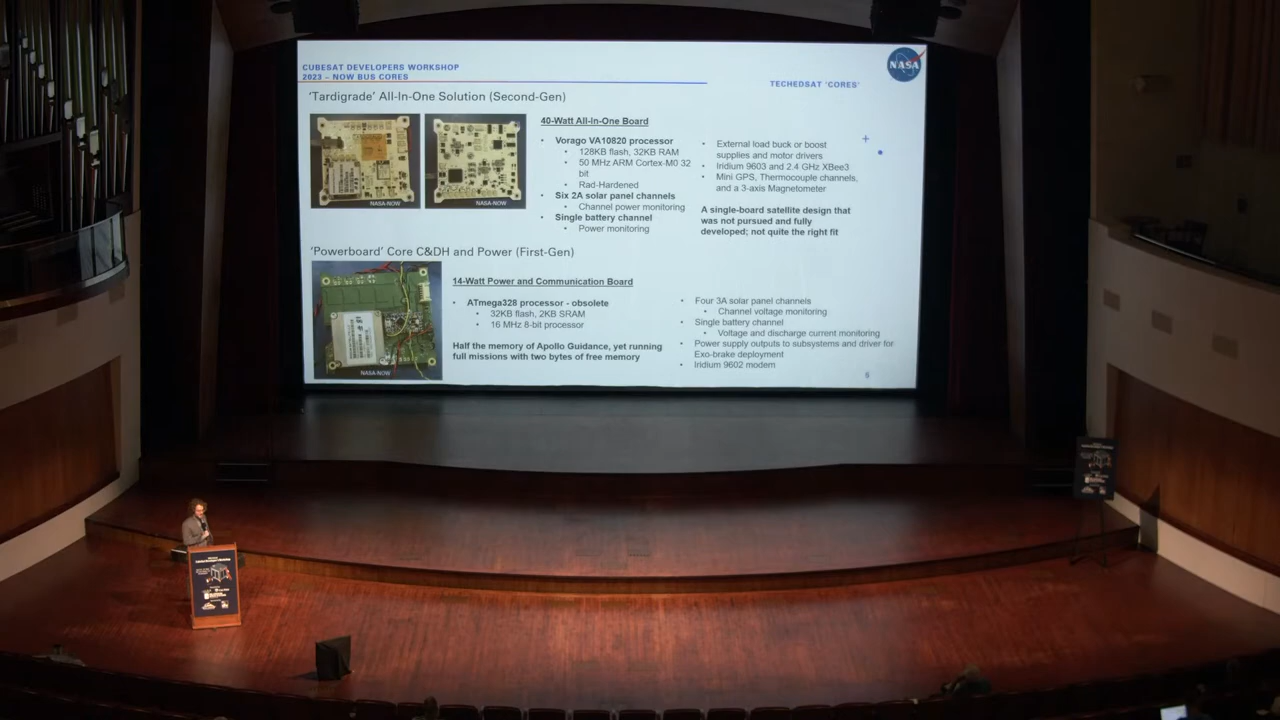 CUBESAT DEVELOPERS WORKSHOP
2023 – NOW BUS CORES
NASA
TECHEDSAT 'CORES'
'Tardigrade' All-In-One Solution (Second-Gen)
NASA-NOW
NASA-NOW
40-Watt All-in-One Board
• Vorago VA10820 processor
• 128KB flash, 32KB RAM
• 50 MHz ARM Cortex-M0 32
bit
• Rad-Hardened
• Six 2A solar panel channels
• Channel power monitoring
• Single battery channel
• Power monitoring
• External load buck or boost
supplies and motor drivers
• Iridium 9603 and 2.4 GHz XBee3
• Mini GPS, Thermocouple channels,
and a 3-axis Magnetometer
A single-board satellite design that
was not pursued and fully
developed; not quite the right fit
'Powerboard' Core C&DH and Power (First-Gen)
NASA-NOW
14-Watt Power and Communication Board
• ATmega328 processor - obsolete
• 32KB flash, 2KB SRAM
• 16 MHz 8-bit processor
Half the memory of Apollo Guidance, yet running
full missions with two bytes of free memory
• Four 3A solar panel channels
• Channel voltage monitoring
• Single battery channel
• Voltage and discharge current monitoring
• Power supply outputs to subsystems and driver for
Exo-brake deployment
• Iridium 9602 modem
6